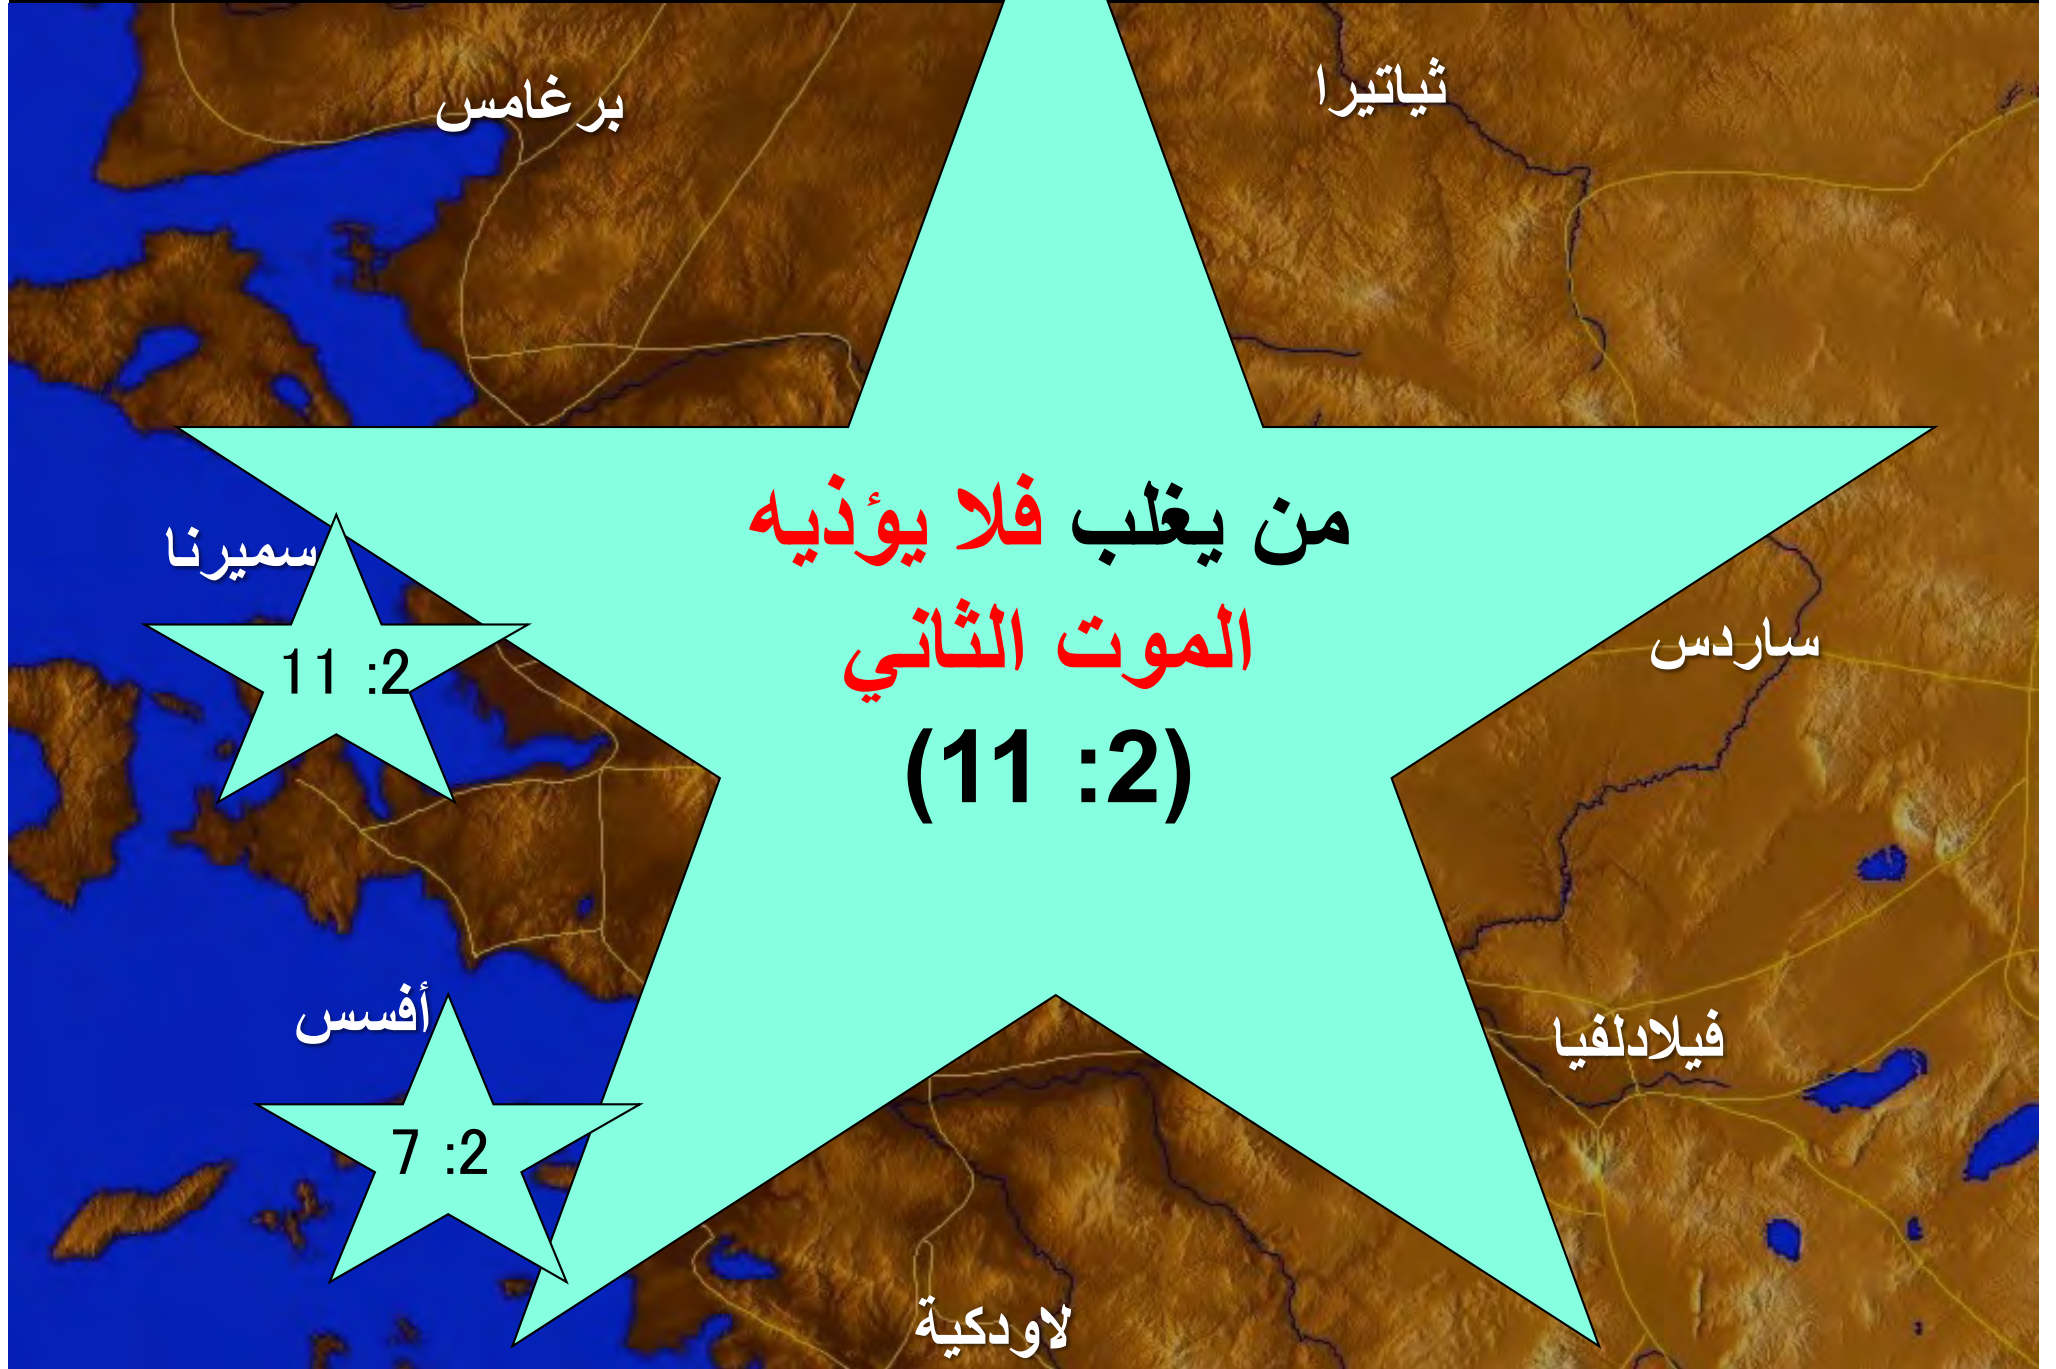 برغامس
ثياتيرا
من يغلب فلا يؤذيه
الموت الثاني
(2: 11)
سميرنا
2: 11
ساردس
أفسس
2: 7
فيلادلفيا
لاودكية